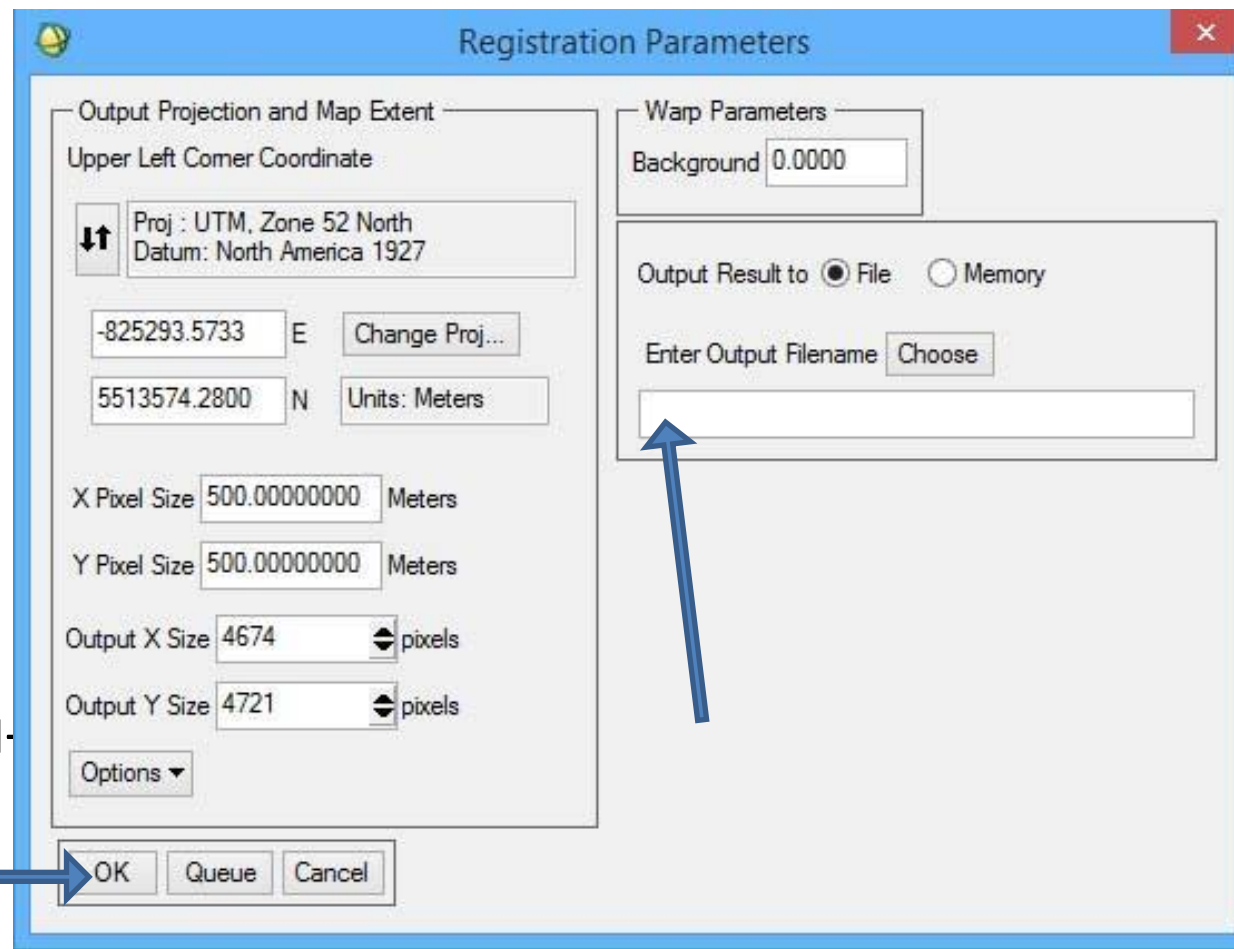 Registration Parameters
Output Projection and Map Extent
Upper Left Corner Coordinate
Proj : UTM, Zone 52 North
Datum: North America 1927
-825293.5733 E Change Proj...
5513574.2800 N Units: Meters
X Pixel Size 500.00000000 Meters
Y Pixel Size 500.00000000 Meters
Output X Size 4674 pixels
Output Y Size 4721 pixels
Options
Warp Parameters
Background 0.0000
Output Result to File Memory
Enter Output Filename Choose
OK Queue Cancel